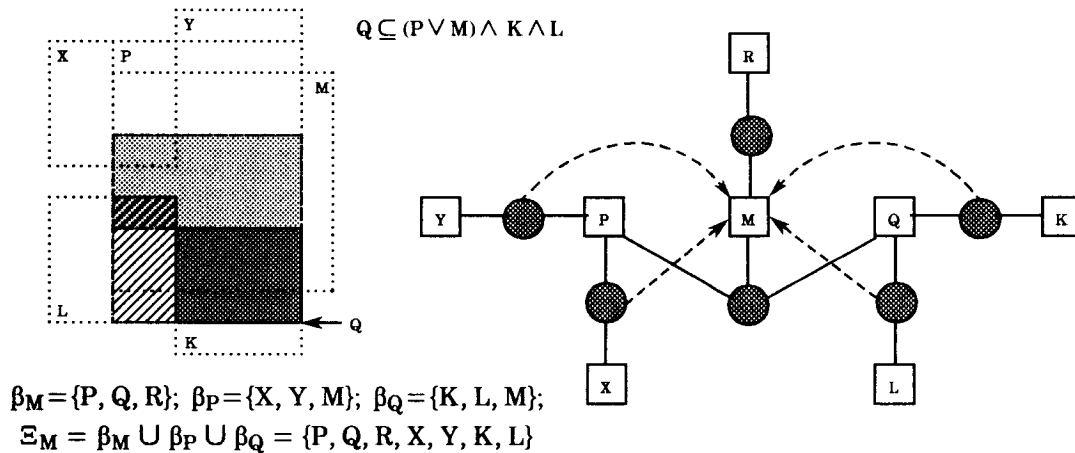 Y
Q ⊆ (P ∨ M) ∧ K ∧ L
X P
M
R
Y P M Q K
L
Q
K
X L
β_M = {P, Q, R}; β_P = {X, Y, M}; β_Q = {K, L, M};
Ξ_M = β_M ∪ β_P ∪ β_Q = {P, Q, R, X, Y, K, L}